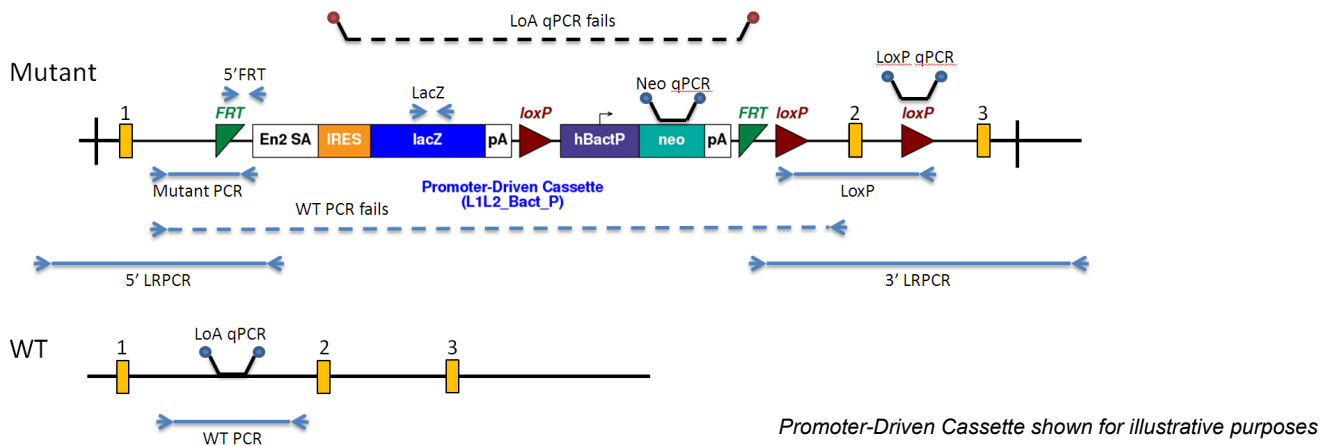 LoA qPCR fails
Mutant
5'FRT
LacZ
Neo qPCR
LoxP qPCR
1
FRT
loxP
FRT
loxP
2
loxP
3
En2 SA
IRES
lacZ
pA
hBactP
neo
pA
Mutant PCR
Promoter-Driven Cassette
(L1L2_Bact_P)
LoxP
WT PCR fails
5' LRPCR
3' LRPCR
WT
LoA qPCR
1
2
3
WT PCR
Promoter-Driven Cassette shown for illustrative purposes